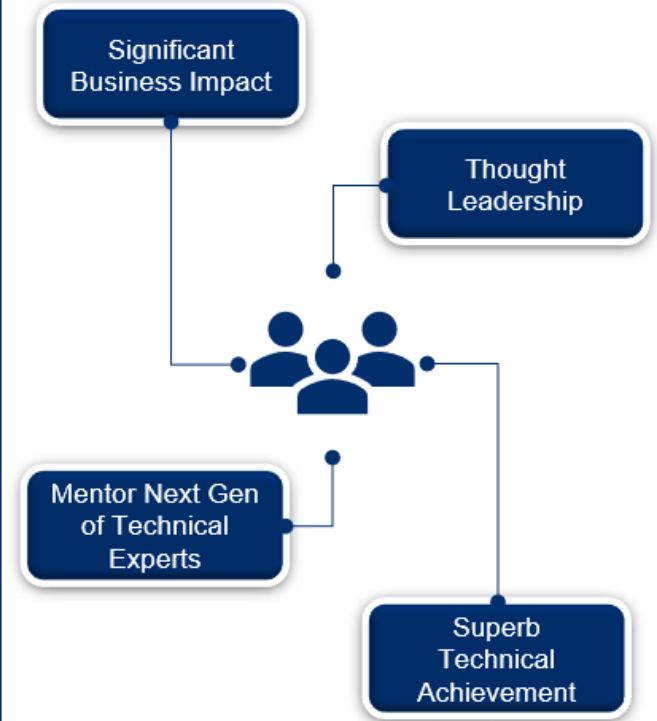 Significant
Business Impact
Thought
Leadership
Mentor Next Gen
of Technical
Experts
Superb
Technical
Achievement